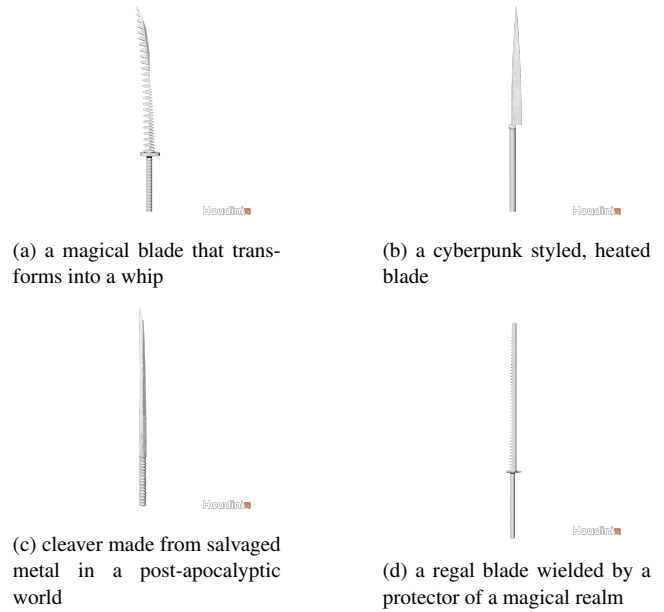 Houdini
Houdini
(a) a magical blade that trans-
forms into a whip
(b) a cyberpunk styled, heated
blade
Houdini
Houdini
(c) cleaver made from salvaged
metal in a post-apocalyptic
world
(d) a regal blade wielded by a
protector of a magical realm